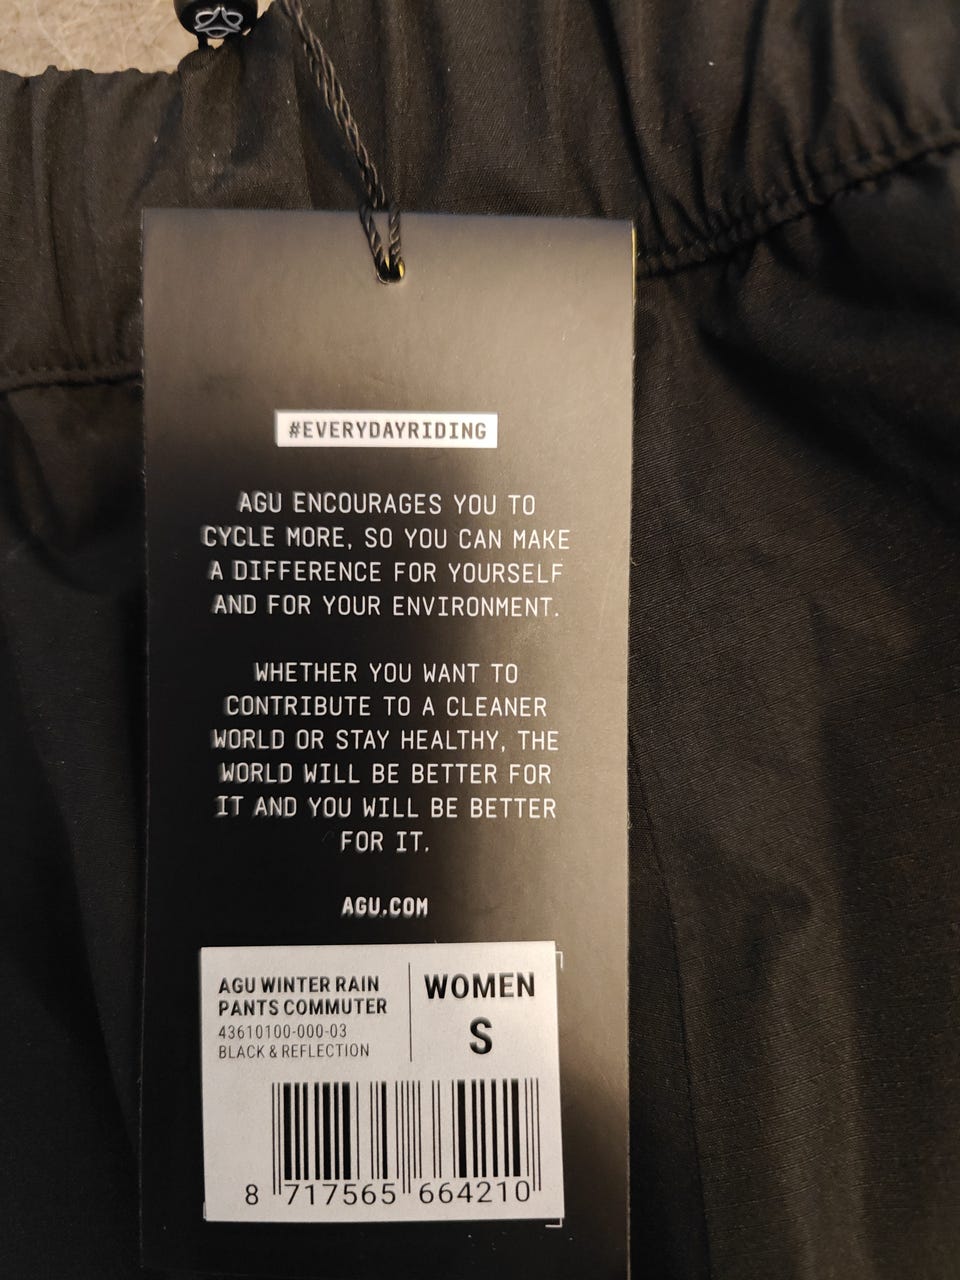 #EVERYDAYRIDING
AGU ENCOURAGES YOU TO
CYCLE MORE, SO YOU CAN MAKE
A DIFFERENCE FOR YOURSELF
AND FOR YOUR ENVIRONMENT.
WHETHER YOU WANT TO
CONTRIBUTE TO A CLEANER
WORLD OR STAY HEALTHY, THE
WORLD WILL BE BETTER FOR
IT AND YOU WILL BE BETTER
FOR IT.
AGU.COM
AGU WINTER RAIN
PANTS COMMUTER
43610100-000-03
BLACK & REFLECTION
WOMEN
S
8 717565 664210